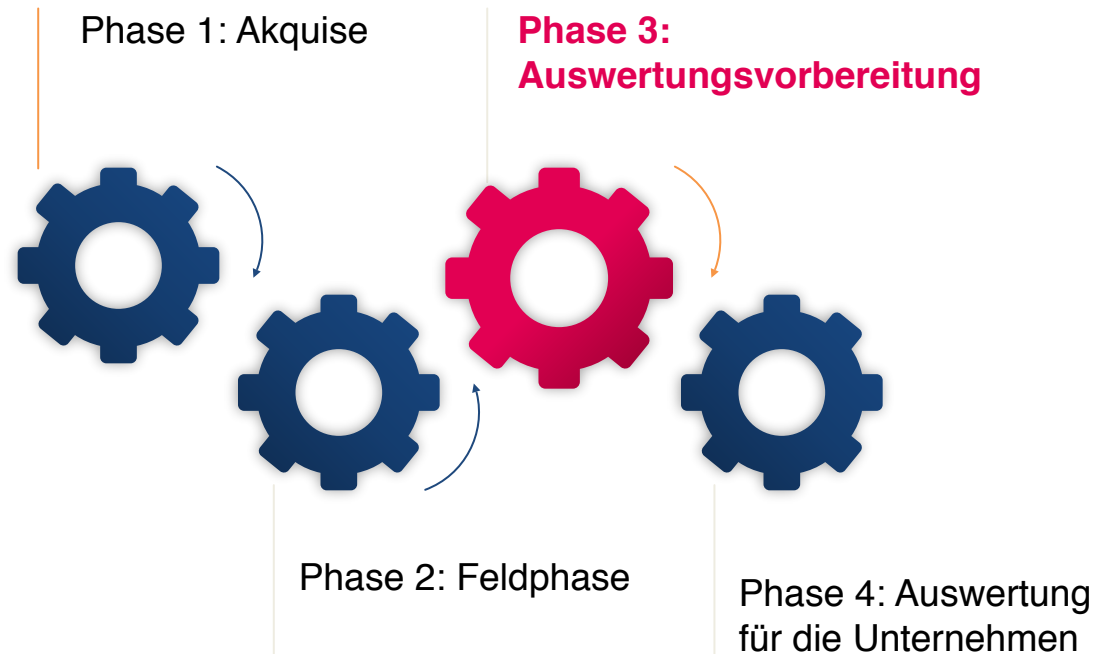 Phase 1: Akquise
Phase 2: Feldphase
Phase 3:
Auswertungsvorbereitung
Phase 4: Auswertung
für die Unternehmen